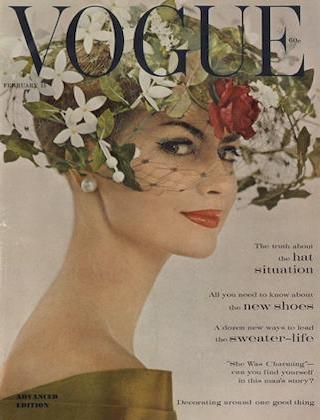 VOGUE
60c
FEBRUARY 15
The truth about
the hat
situation
All you need to know about
the new shoes
A dozen new ways to lead
the sweater-life
"She Was Charming"—
can you find yourself
in this man's story?
Decorating around one good thing
ADVANCED
EDITION